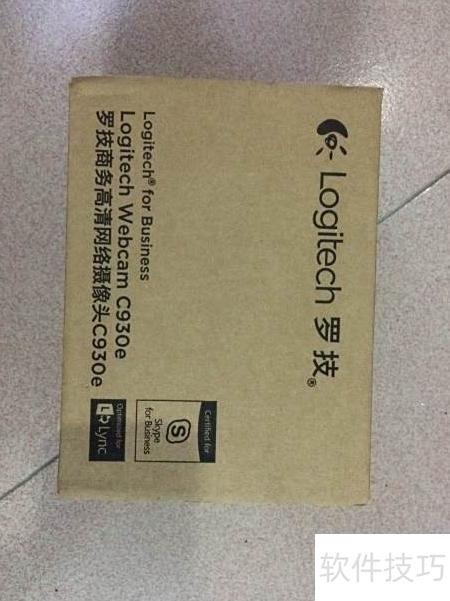 Logitech 罗技®
Logitech® for Business
Logitech Webcam C930e
罗技商务高清网络摄像头C930e
Certified for
Skype
for Business
Optimized for
Lync
软件技巧